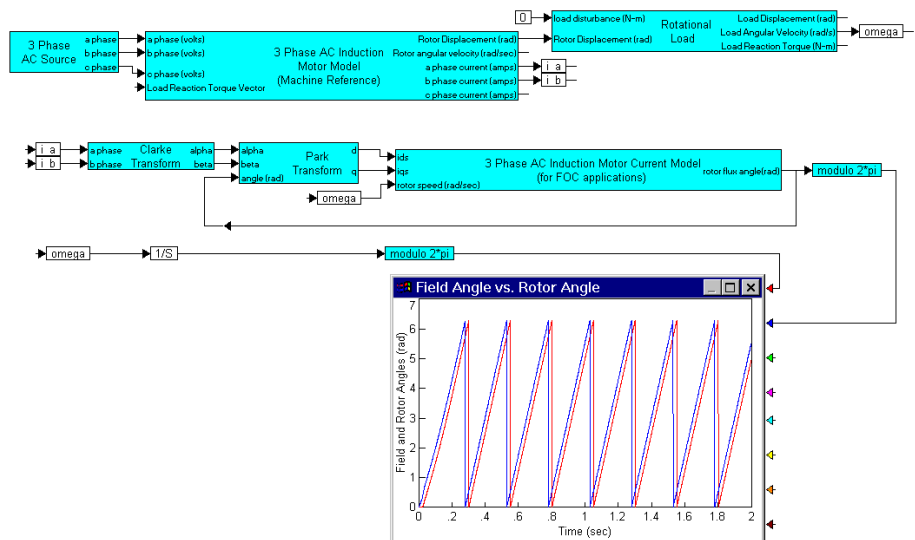 0
load disturbance (N-m)
Rotor Displacement (rad)
Rotational
Load
Load Displacement (rad)
Load Angular Velocity (rad/s)
Load Reaction Torque (N-m)
omega
3 Phase
AC Source
a phase
b phase
c phase
a phase (volts)
b phase (volts)
c phase (volts)
Load Reaction Torque Vector
3 Phase AC Induction
Motor Model
(Machine Reference)
Rotor Displacement (rad)
Rotor angular velocity (rad/sec)
a phase current (amps)
b phase current (amps)
c phase current (amps)
i a
i b
i a
i b
a phase
b phase
Clarke
Transform
alpha
beta
alpha
beta
angle (rad)
Park
Transform
d
q
omega
ids
iqs
rotor speed (rad/sec)
3 Phase AC Induction Motor Current Model
(for FOC applications)
rotor flux angle(rad)
modulo 2*pi
omega
1/S
modulo 2*pi
Field Angle vs. Rotor Angle
Field and Rotor Angles (rad)
7
6
5
4
3
2
1
0
0 .2 .4 .6 .8 1 1.2 1.4 1.6 1.8 2
Time (sec)